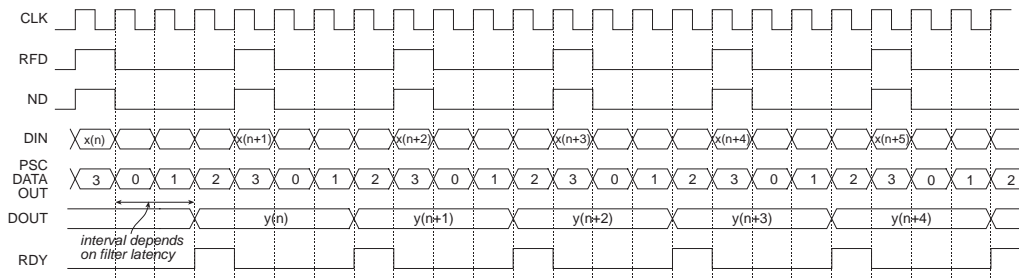 CLK
RFD
ND
DIN x(n) x(n+1) x(n+2) x(n+3) x(n+4) x(n+5)
PSC
DATA
OUT
3 0 1 2 3 0 1 2 3 0 1 2 3 0 1 2 3 0 1 2 3 0 1 2
DOUT y(n) y(n+1) y(n+2) y(n+3) y(n+4)
interval depends
on filter latency
RDY